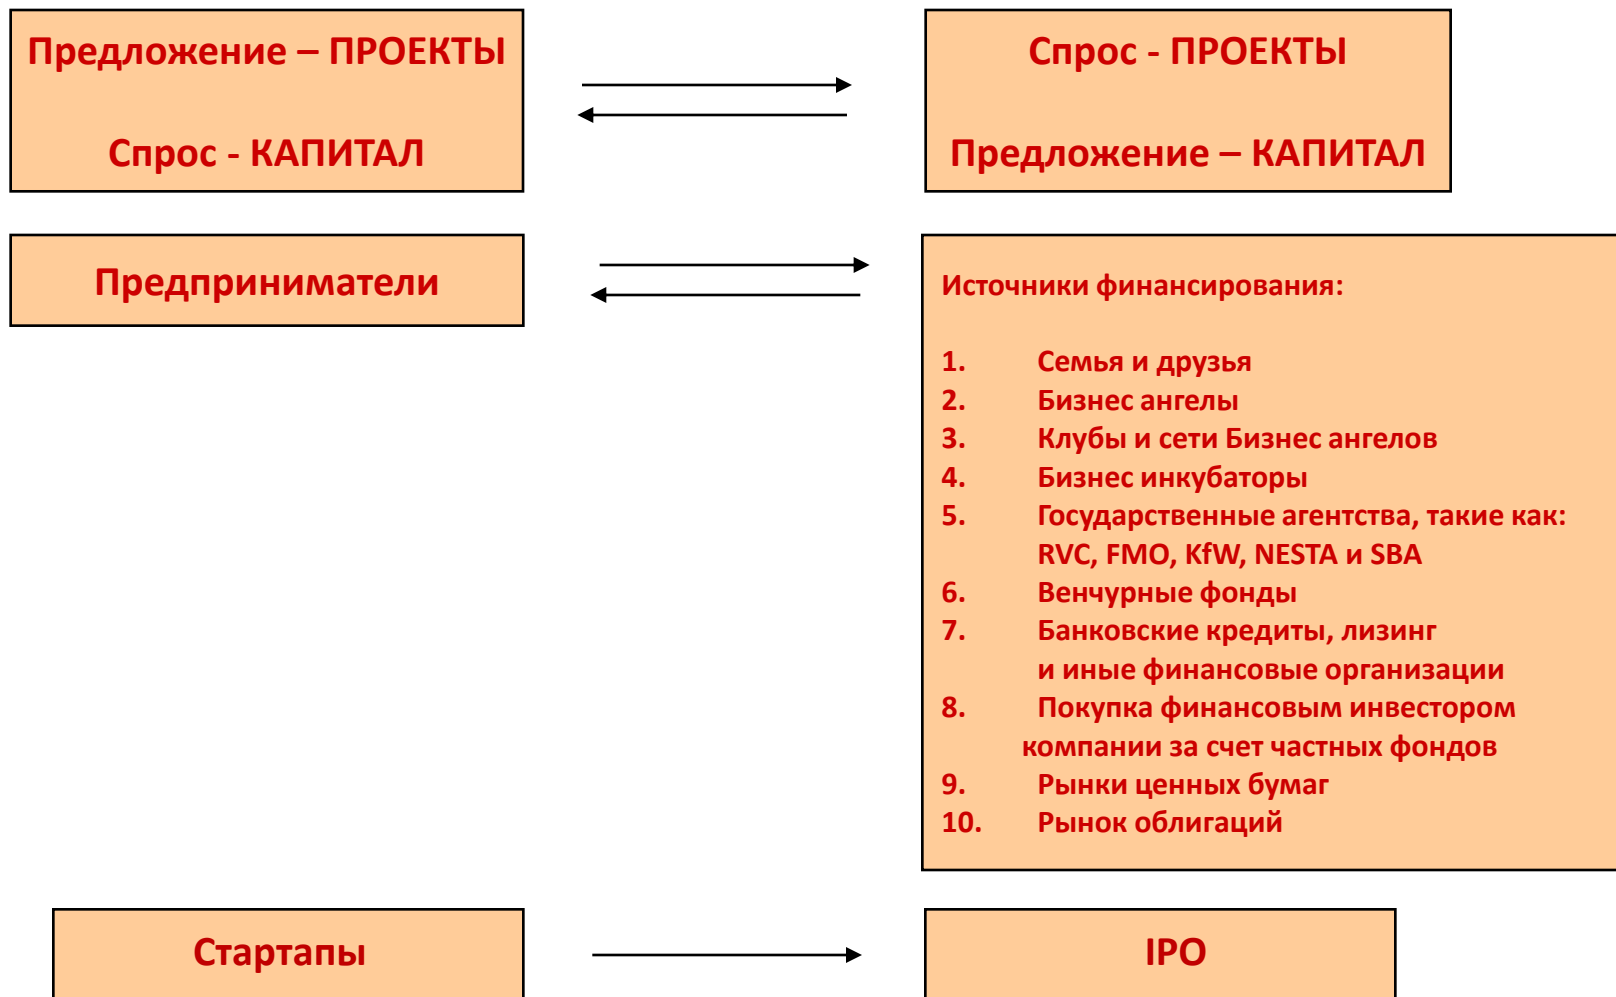 Предложение – ПРОЕКТЫ
Спрос - КАПИТАЛ
Спрос - ПРОЕКТЫ
Предложение – КАПИТАЛ
Предприниматели
Источники финансирования:
1. Семья и друзья
2. Бизнес ангелы
3. Клубы и сети Бизнес ангелов
4. Бизнес инкубаторы
5. Государственные агентства, такие как:
RVC, FMO, KfW, NESTA и SBA
6. Венчурные фонды
7. Банковские кредиты, лизинг
и иные финансовые организации
8. Покупка финансовым инвестором
компании за счет частных фондов
9. Рынки ценных бумаг
10. Рынок облигаций
Стартапы
IPO